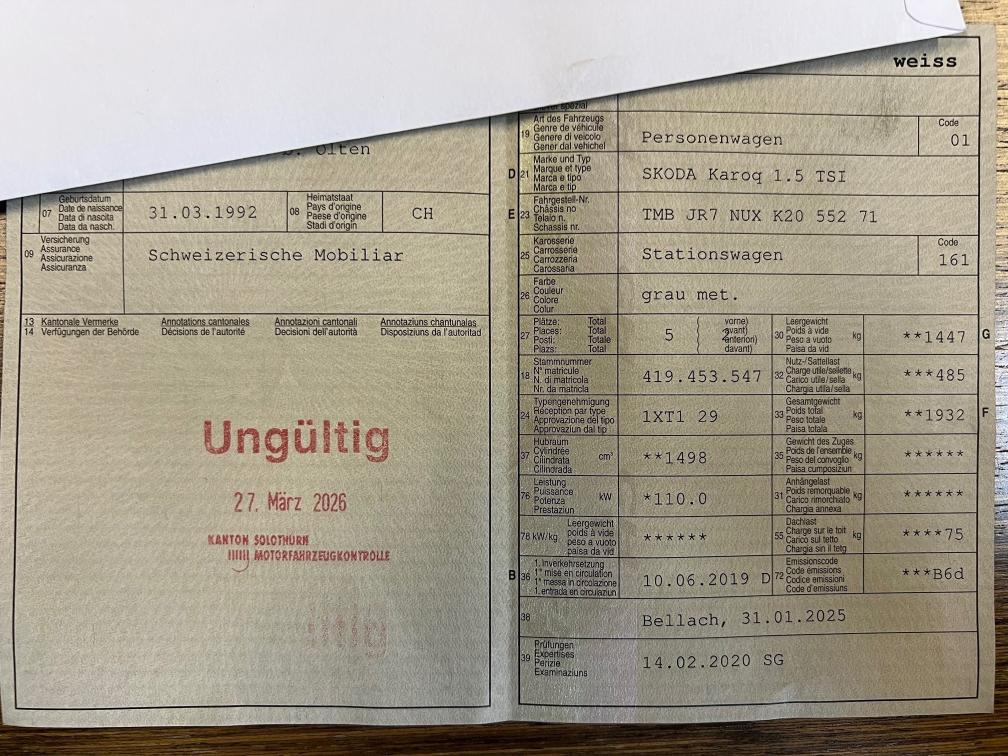 weiss
19 Art des Fahrzeugs
Genre de véhicule
Genere di veicolo
Gener dal vehichel
Personenwagen
Code
01
. Olten
D 21 Marke und Typ
Marque et type
Marca e tipo
Marca e tip
SKODA Karoq 1.5 TSI
07 Geburtsdatum
Date de naissance
Data di nascita
Data da nasch.
31.03.1992
08 Heimatstaat
Pays d'origine
Paese d'origine
Stadi d'origin
CH
E 23 Fahrgestell-Nr.
Châssis no
Telaio n.
Schassis nr.
TMB JR7 NUX K20 552 71
09 Versicherung
Assurance
Assicurazione
Assicuranza
Schweizerische Mobiliar
25 Karosserie
Carrosserie
Carrozzeria
Carossaria
Stationswagen
Code
161
26 Farbe
Couleur
Colore
Colur
grau met.
13 Kantonale Vermerke Annotations cantonales Annotazioni cantonali Annotaziuns chantunalas
14 Verfügungen der Behörde Décisions de l'autorité Decisioni dell'autorità Disposiziuns da l'autoritad
27 Plätze: Total
Places: Total
Posti: Totale
Plazs: Total
5
( vorne)
avant)
anteriori)
davant)
30 Leergewicht
Poids à vide
Peso a vuoto
Paisa da vid
kg
**1447 G
18 Stammnummer
N° matricule
N. di matricola
Nr. da matricla
419.453.547
32 Nutz-/Sattellast
Charge utile/sellette
Carico utile/sella
Chargia utila/sella
kg
***485
24 Typengenehmigung
Réception par type
Approvazione del tipo
Approvaziun dal tip
1XT1 29
33 Gesamtgewicht
Poids total
Peso totale
Paisa totala
kg
**1932 F
37 Hubraum
Cylindrée
Cilindrata
Cilindrada
cm³
**1498
35 Gewicht des Zuges
Poids de l'ensemble
Peso del convoglio
Paisa cumposiziun
kg
******
76 Leistung
Puissance
Potenza
Prestaziun
kW
*110.0
31 Anhängelast
Poids remorquable
Carico rimorchiato
Chargia annexa
kg
******
78 kW/kg
Leergewicht
poids à vide
peso a vuoto
paisa da vid
******
55 Dachlast
Charge sur le toit
Carico sul tetto
Chargia sin il tetg
kg
****75
B 36 1. Inverkehrsetzung
1re mise en circulation
1a messa in circolazione
1. entrada en circulaziun
10.06.2019 D
72 Emissionscode
Code émissions
Codice emissioni
Code d'emissiuns
***B6d
38
Bellach, 31.01.2025
39 Prüfungen
Expertises
Perizie
Examinaziuns
14.02.2020 SG
Ungültig
27. März 2026
KANTON SOLOTHURN
MOTORFAHRZEUGKONTROLLE
ltig